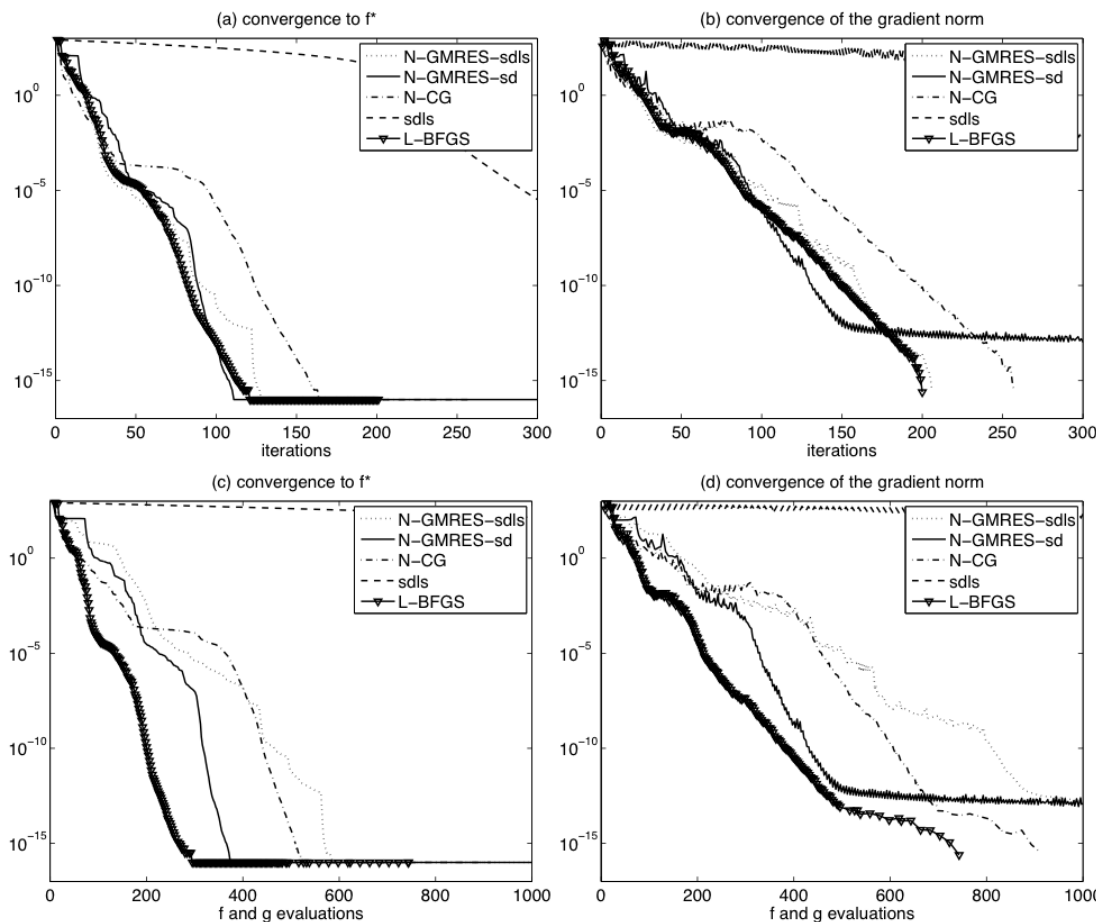 (a) convergence to f*
10^0
10^-5
10^-10
10^-15
0 50 100 150 200 250 300
iterations
N-GMRES-sdls
N-GMRES-sd
N-CG
sdls
L-BFGS
(b) convergence of the gradient norm
10^0
10^-5
10^-10
10^-15
0 50 100 150 200 250 300
iterations
N-GMRES-sdls
N-GMRES-sd
N-CG
sdls
L-BFGS
(c) convergence to f*
10^0
10^-5
10^-10
10^-15
0 200 400 600 800 1000
f and g evaluations
N-GMRES-sdls
N-GMRES-sd
N-CG
sdls
L-BFGS
(d) convergence of the gradient norm
10^0
10^-5
10^-10
10^-15
0 200 400 600 800 1000
f and g evaluations
N-GMRES-sdls
N-GMRES-sd
N-CG
sdls
L-BFGS